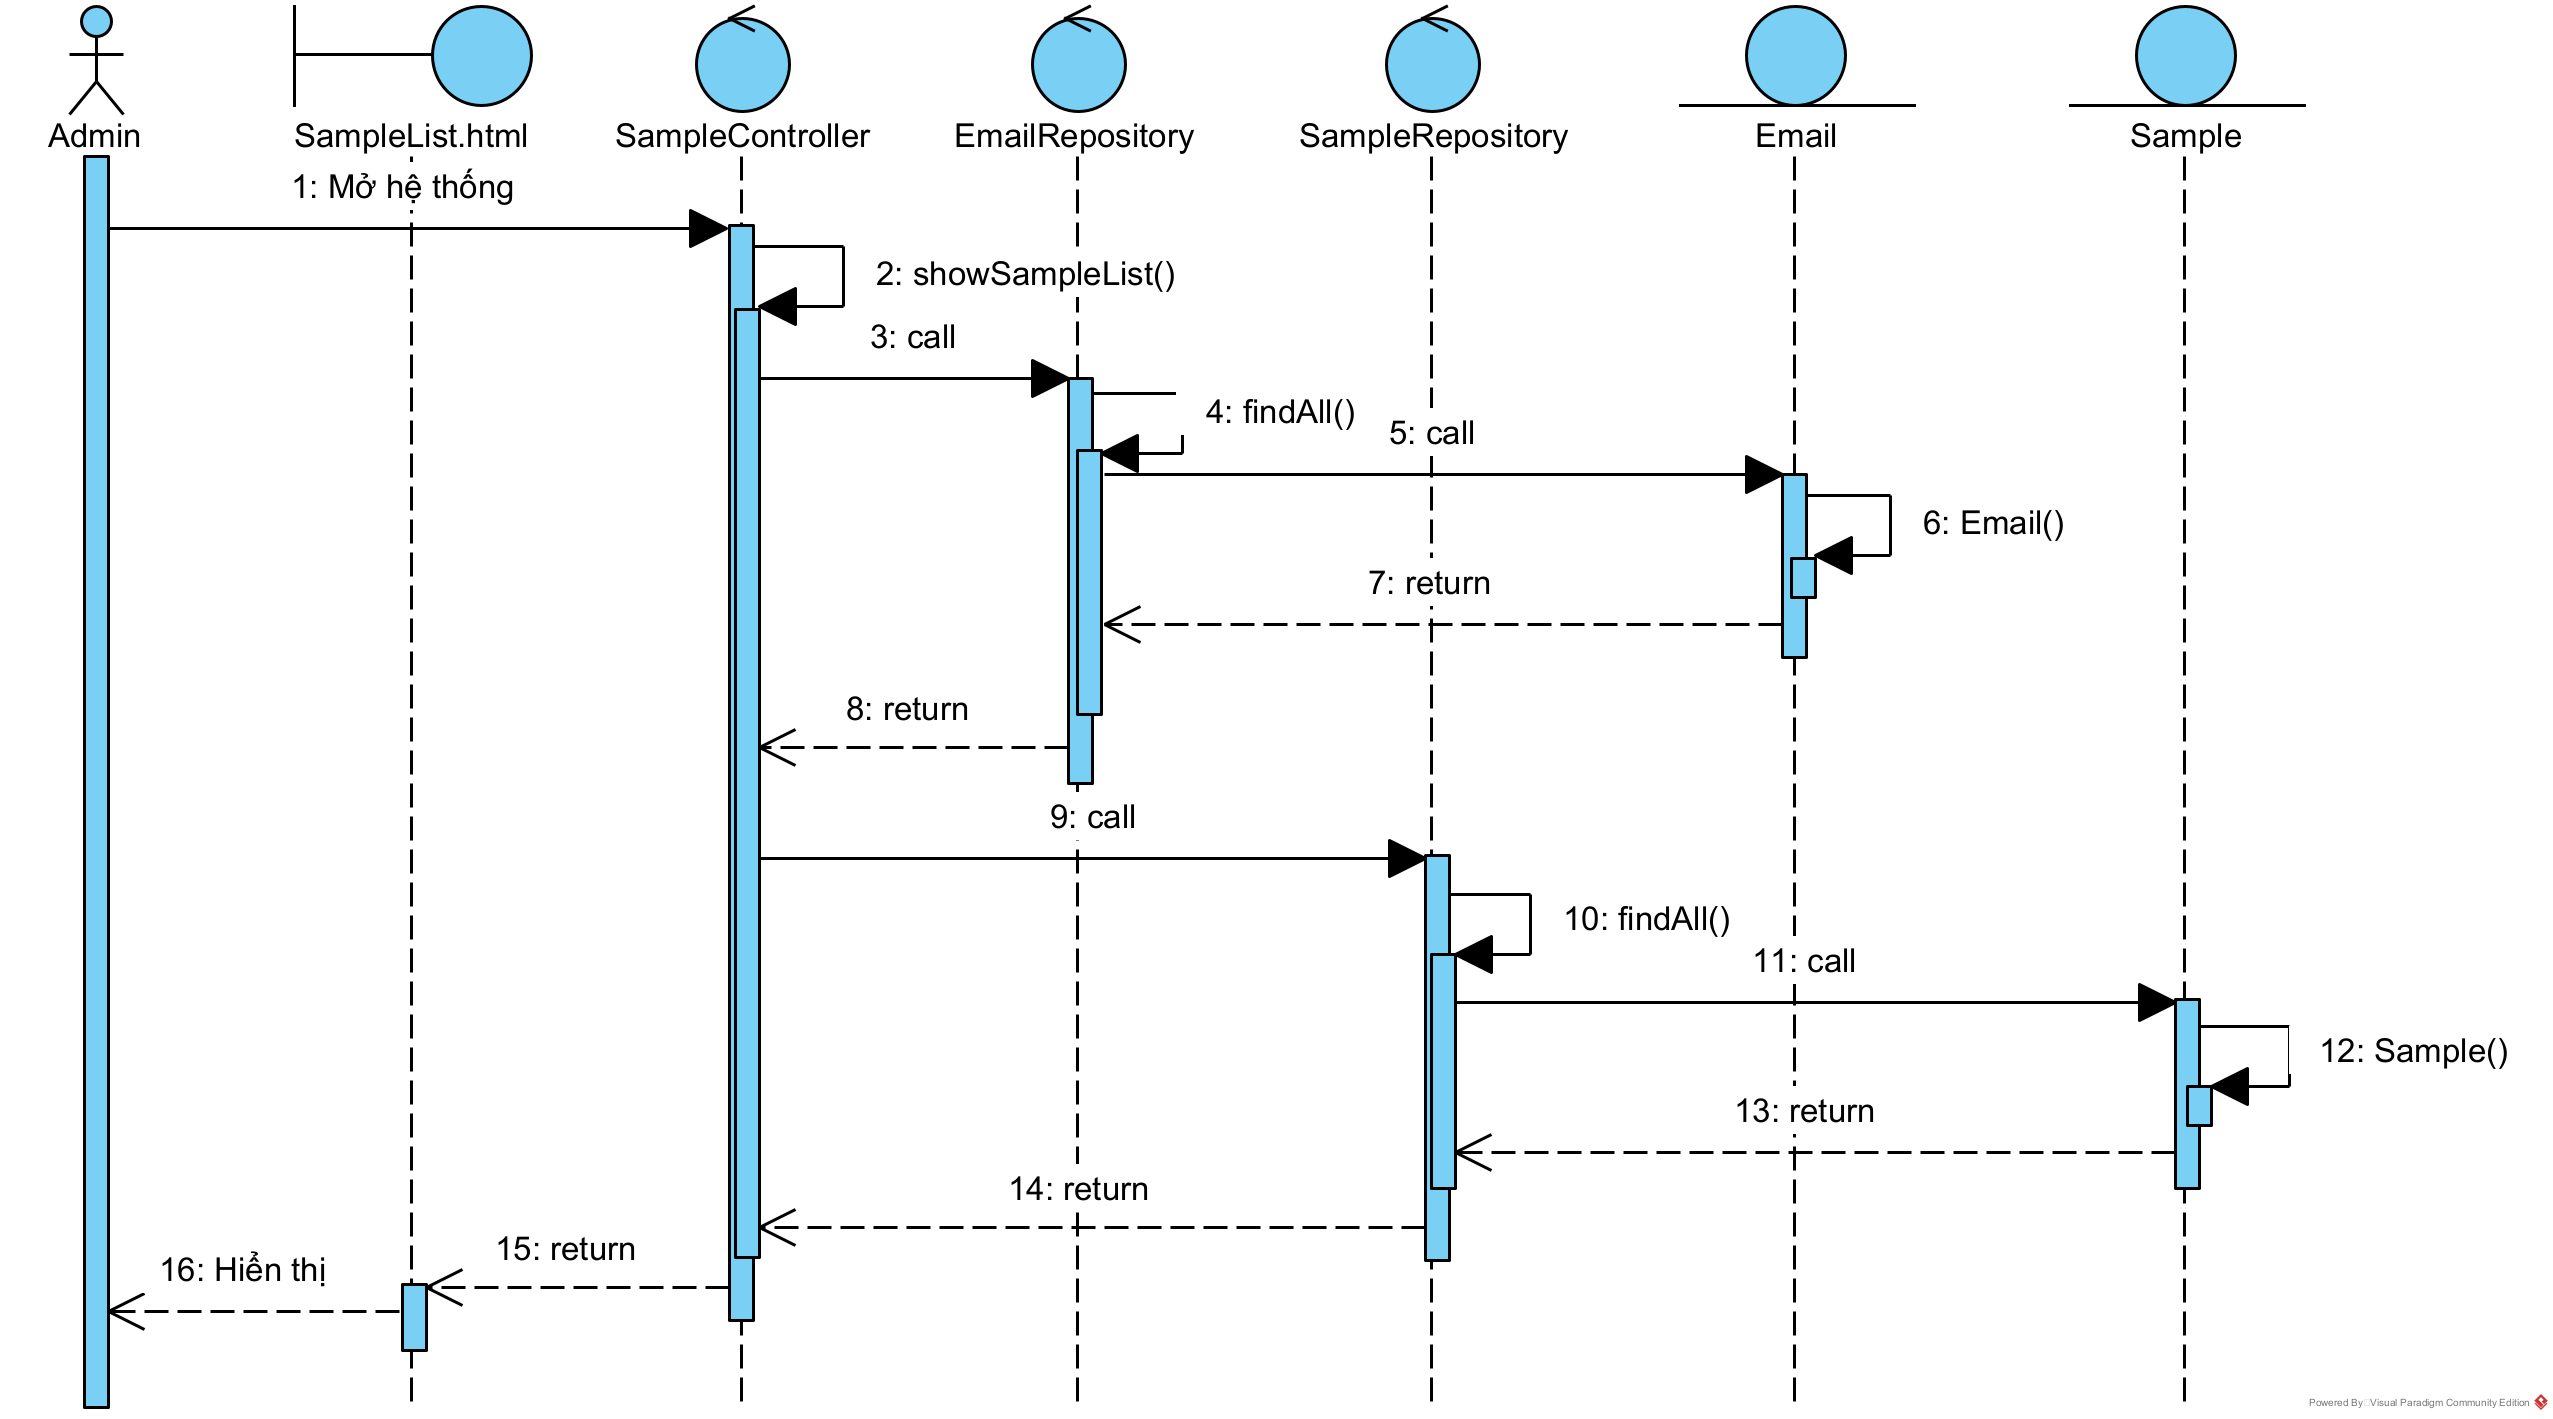 Admin
SampleList.html
SampleController
EmailRepository
SampleRepository
Email
Sample
1: Mở hệ thống
2: showSampleList()
3: call
4: findAll()
5: call
6: Email()
7: return
8: return
9: call
10: findAll()
11: call
12: Sample()
13: return
14: return
15: return
16: Hiển thị
Powered By Visual Paradigm Community Edition